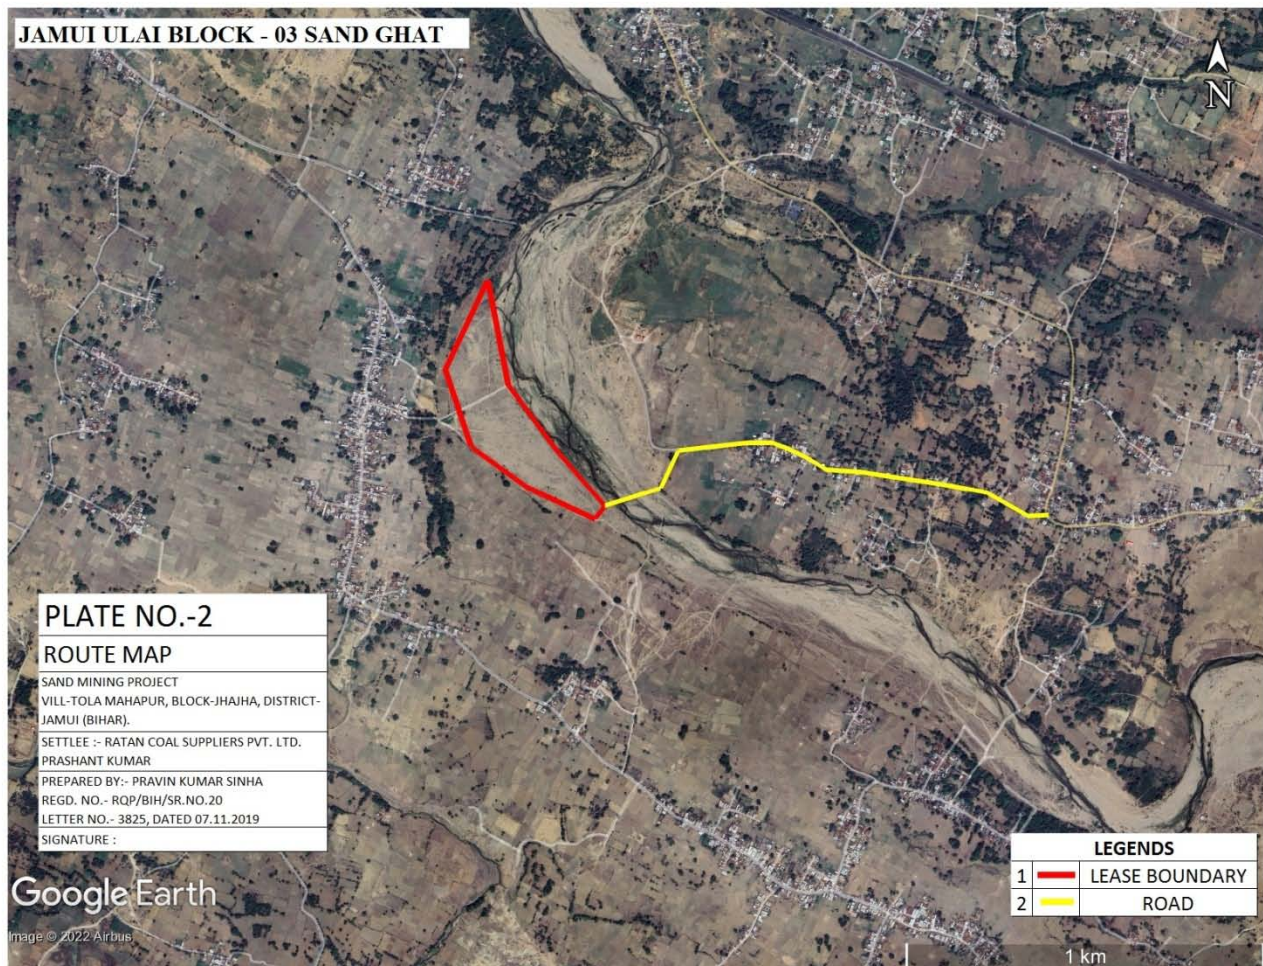 JAMUI ULAI BLOCK - 03 SAND GHAT
N
PLATE NO.-2
ROUTE MAP
SAND MINING PROJECT
VILL-TOLA MAHAPUR, BLOCK-JHAJHA, DISTRICT-
JAMUI (BIHAR).
SETTLEE :- RATAN COAL SUPPLIERS PVT. LTD.
PRASHANT KUMAR
PREPARED BY:- PRAVIN KUMAR SINHA
REGD. NO.- RQP/BIH/SR.NO.20
LETTER NO.- 3825, DATED 07.11.2019
SIGNATURE :
LEGENDS
1 LEASE BOUNDARY
2 ROAD
Google Earth
Image © 2022 Airbus
1 km